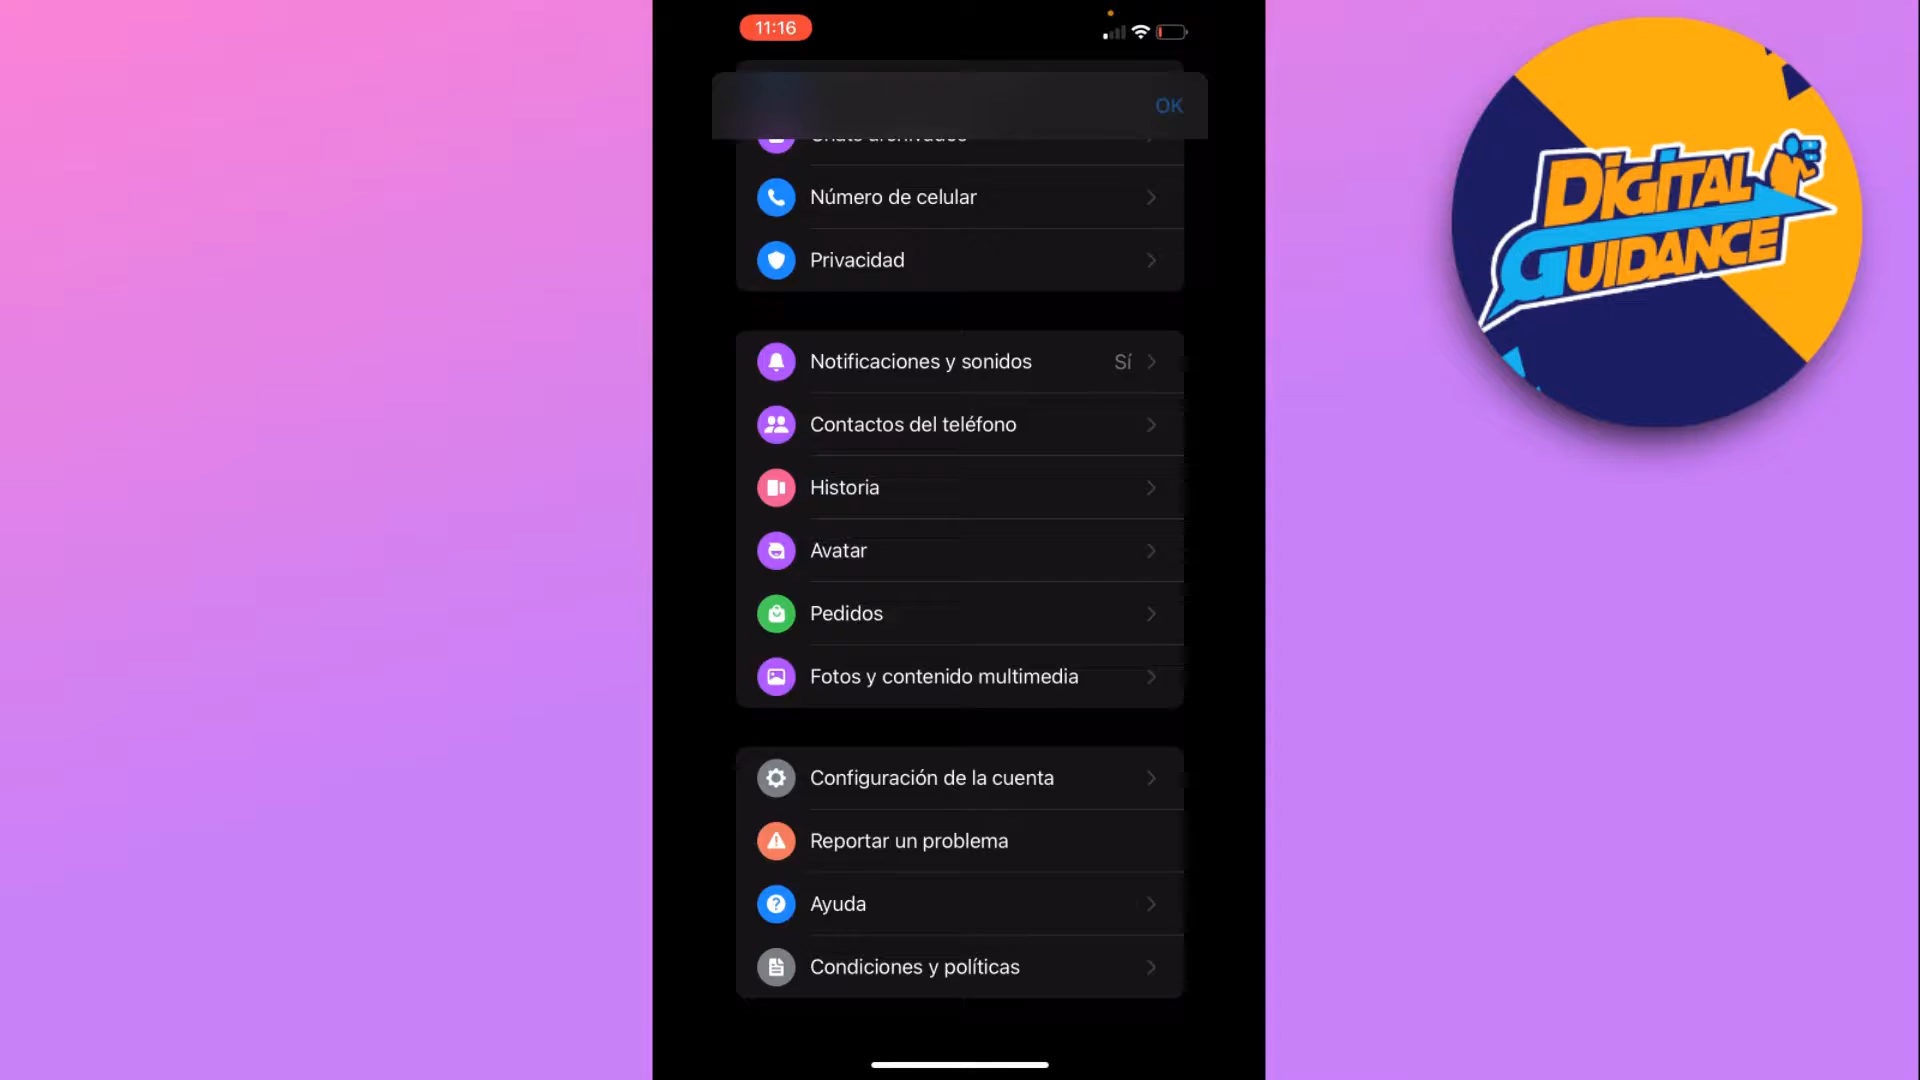 11:16
OK
Número de celular
Privacidad
Notificaciones y sonidos
Sí
Contactos del teléfono
Historia
Avatar
Pedidos
Fotos y contenido multimedia
Configuración de la cuenta
Reportar un problema
Ayuda
Condiciones y políticas
DIGITAL
GUIDANCE